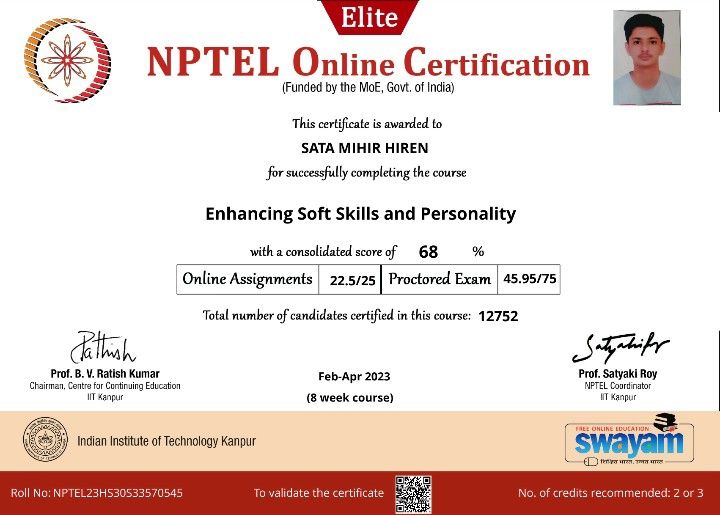 Elite
NPTEL Online Certification
(Funded by the MoE, Govt. of India)
This certificate is awarded to
SATA MIHIR HIREN
for successfully completing the course
Enhancing Soft Skills and Personality
with a consolidated score of 68 %
Online Assignments 22.5/25 Proctored Exam 45.95/75
Total number of candidates certified in this course: 12752
Prof. B. V. Ratish Kumar
Chairman, Centre for Continuing Education
IIT Kanpur
Feb-Apr 2023
(8 week course)
Prof. Satyaki Roy
NPTEL Coordinator
IIT Kanpur
Indian Institute of Technology Kanpur
FREE ONLINE EDUCATION
swayam
शिक्षित भारत, उन्नत भारत
Roll No: NPTEL23HS30S33570545
To validate the certificate
No. of credits recommended: 2 or 3